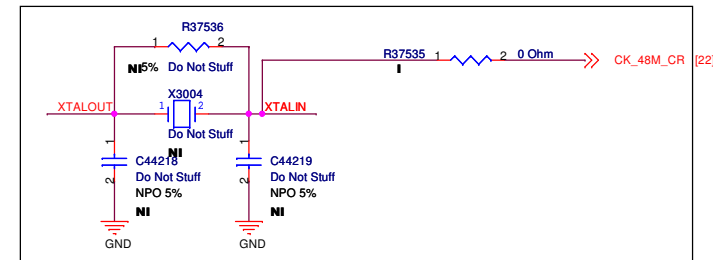 R37536
1 2
NI 5% Do Not Stuff
R37535 1 2 0 Ohm
I
CK_48M_CR [22]
X3004
XTALOUT 1 2 XTALIN
Do Not Stuff
NI
1 C44218
2 Do Not Stuff
NPO 5%
NI
1 C44219
2 Do Not Stuff
NPO 5%
NI
GND
GND